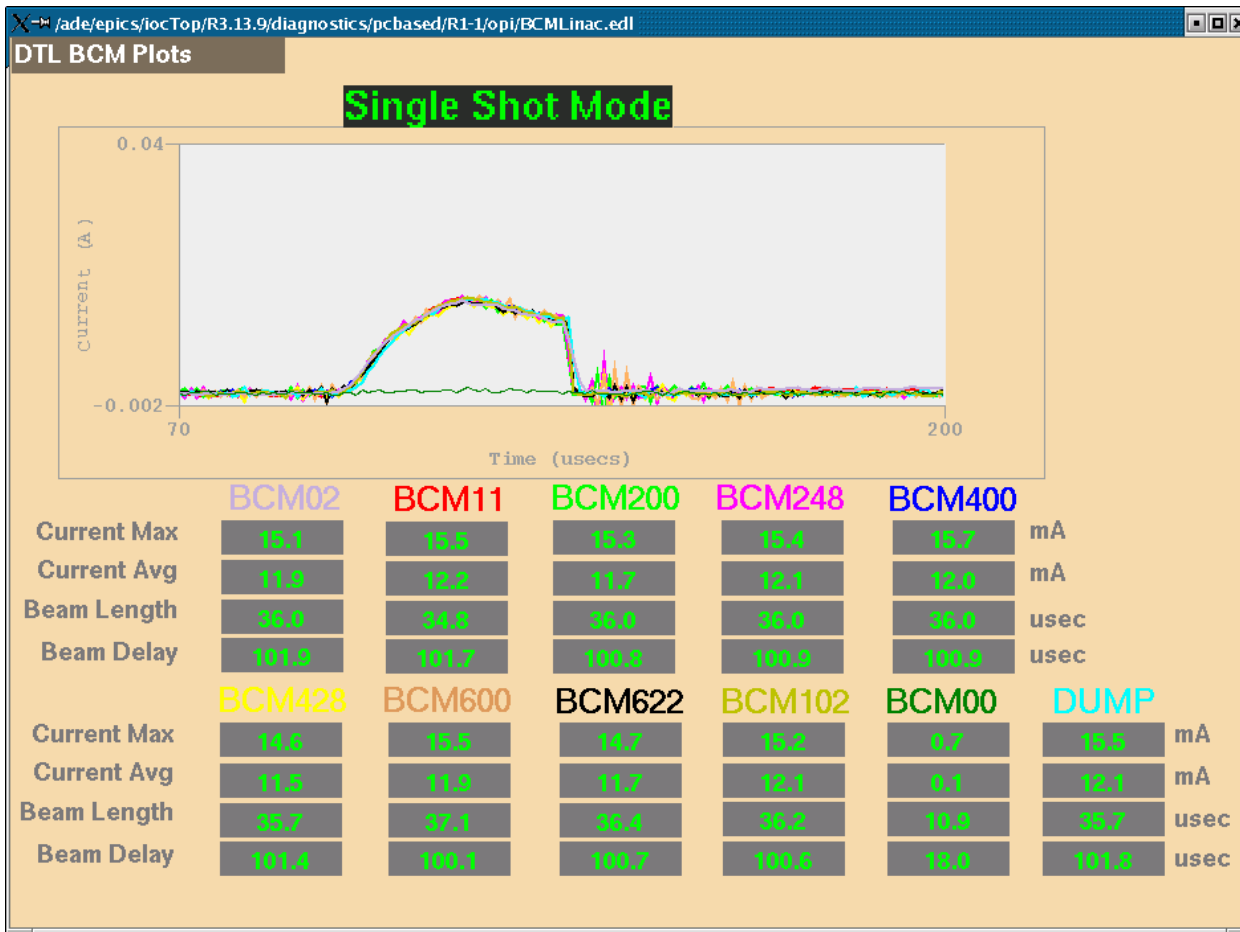 /ade/epics/iocTop/R3.13.9/diagnostics/pcbased/R1-1/opi/BCMLinac.edl
DTL BCM Plots
Single Shot Mode
0.04
Current (A)
-0.002
70 200
Time (usecs)
BCM02 BCM11 BCM200 BCM248 BCM400
Current Max 15.1 15.5 15.3 15.4 15.7 mA
Current Avg 11.9 12.2 11.7 12.1 12.0 mA
Beam Length 36.0 34.8 36.0 36.0 36.0 usec
Beam Delay 101.9 101.7 100.8 100.9 100.9 usec
BCM428 BCM600 BCM622 BCM102 BCM00 DUMP
Current Max 14.6 15.5 14.7 15.2 0.7 15.5 mA
Current Avg 11.5 11.9 11.7 12.1 0.1 12.1 mA
Beam Length 35.7 37.1 36.4 36.2 10.9 35.7 usec
Beam Delay 101.4 100.1 100.7 100.6 18.0 101.8 usec